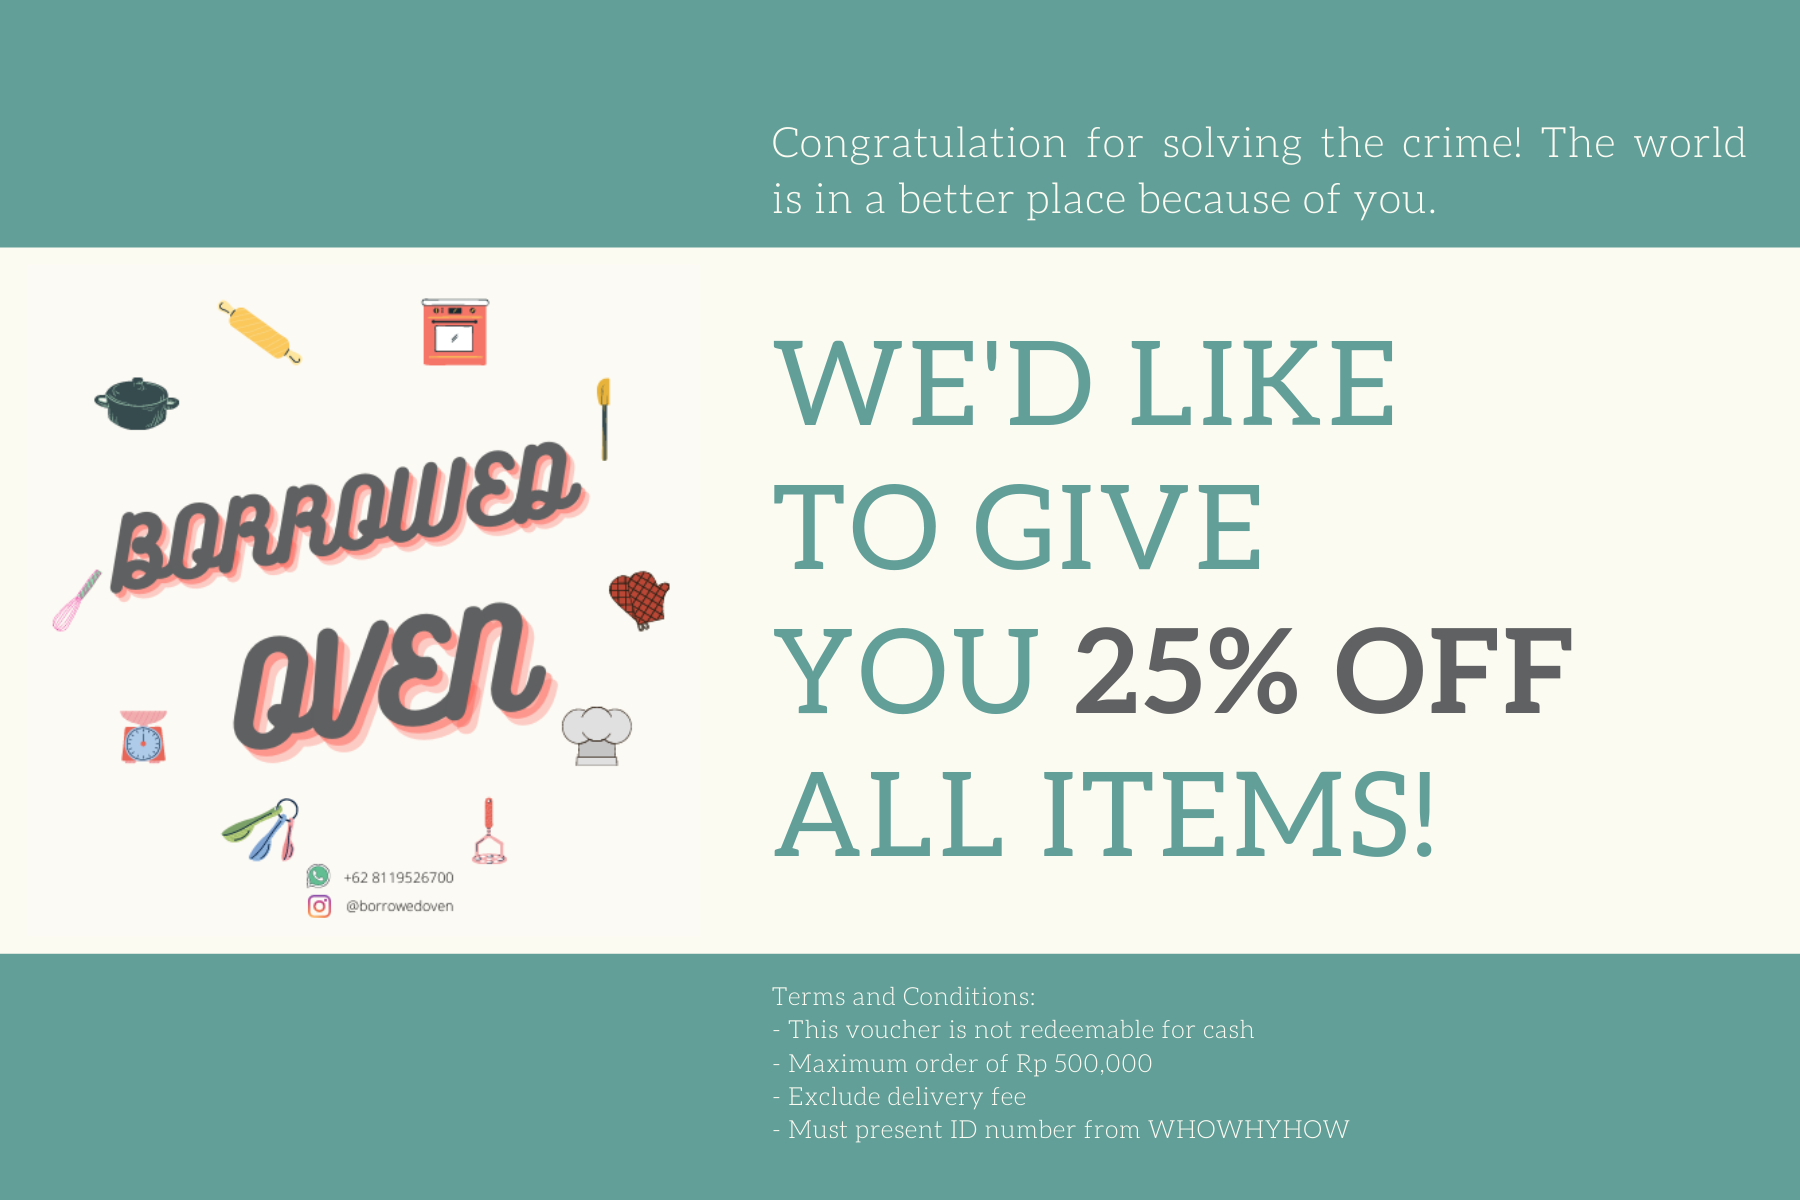 Congratulation for solving the crime! The world
is in a better place because of you.
BORROWED
OVEN
+62 8119526700
@borrowedoven
WE'D LIKE
TO GIVE
YOU 25% OFF
ALL ITEMS!
Terms and Conditions:
- This voucher is not redeemable for cash
- Maximum order of Rp 500,000
- Exclude delivery fee
- Must present ID number from WHOWHYHOW